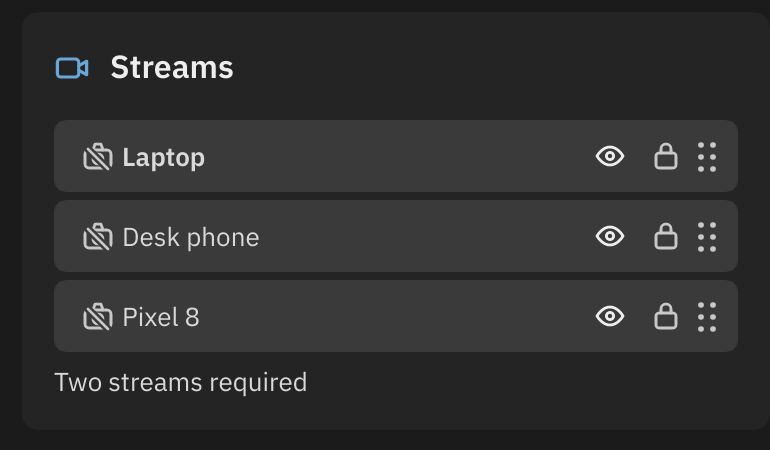 Streams
Laptop
Desk phone
Pixel 8
Two streams required